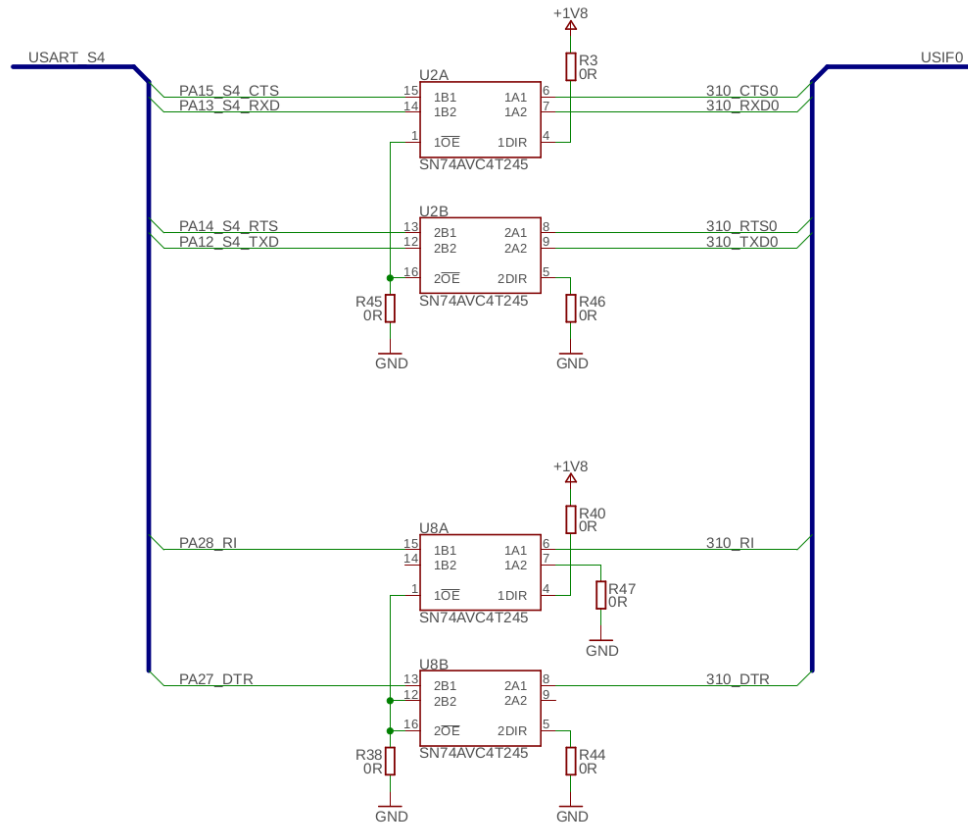 +1V8
USART_S4
USIF0
R3
0R
U2A
PA15_S4_CTS
15
1B1
1A1
6
310_CTS0
PA13_S4_RXD
14
1B2
1A2
7
310_RXD0
1
1OE
1DIR
4
SN74AVC4T245
U2B
PA14_S4_RTS
13
2B1
2A1
8
310_RTS0
PA12_S4_TXD
12
2B2
2A2
9
310_TXD0
16
2OE
2DIR
5
SN74AVC4T245
R45
0R
R46
0R
GND
GND
+1V8
R40
0R
U8A
PA28_RI
15
1B1
1A1
6
310_RI
14
1B2
1A2
7
1
1OE
1DIR
4
R47
0R
SN74AVC4T245
GND
U8B
PA27_DTR
13
2B1
2A1
8
310_DTR
12
2B2
2A2
9
16
2OE
2DIR
5
SN74AVC4T245
R38
0R
R44
0R
GND
GND